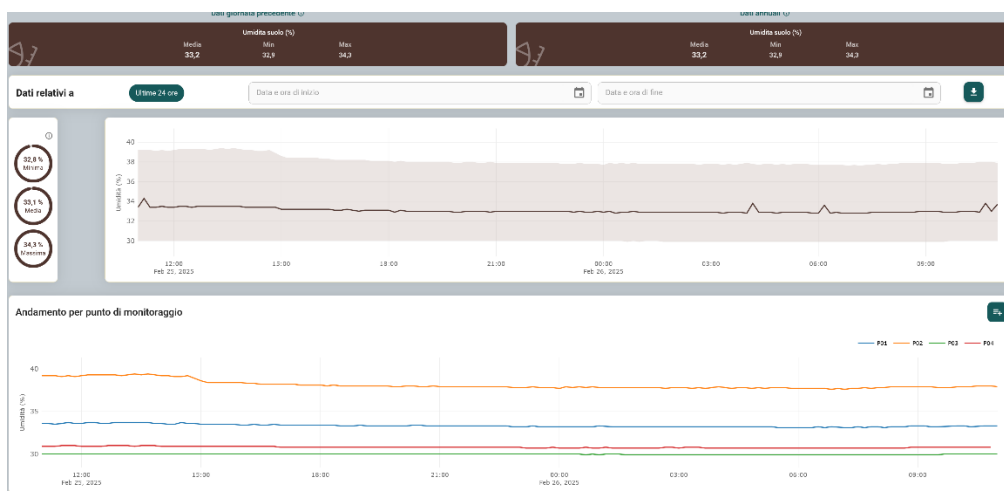 Dati giornata precedente
Dati annuali
Umidita suolo (%)
Media Min Max
33,2 32,9 34,3
Umidita suolo (%)
Media Min Max
33,2 32,9 34,3
Dati relativi a
Ultime 24 ore
Data e ora di inizio
Data e ora di fine
32,8 %
Minima
33,1 %
Media
34,3 %
Massima
Umidità (%)
40
38
36
34
32
30
12:00
Feb 25, 2025
15:00
18:00
21:00
00:00
Feb 26, 2025
03:00
06:00
09:00
Andamento per punto di monitoraggio
P01 P02 P03 P04
Umidità (%)
40
35
30
12:00
Feb 25, 2025
15:00
18:00
21:00
00:00
Feb 26, 2025
03:00
06:00
09:00